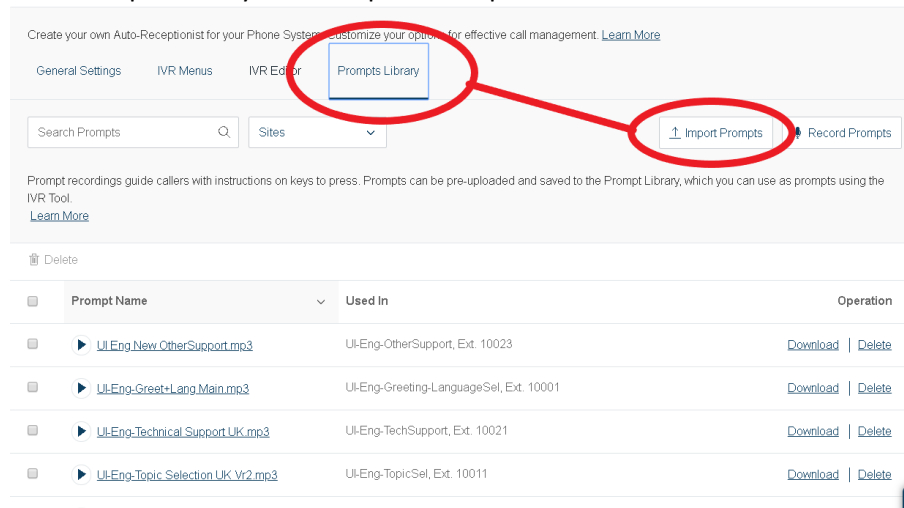 Create your own Auto-Receptionist for your Phone System. Customize your options for effective call management. Learn More
General Settings IVR Menus IVR Editor Prompts Library
Search Prompts Sites Import Prompts Record Prompts
Prompt recordings guide callers with instructions on keys to press. Prompts can be pre-uploaded and saved to the Prompt Library, which you can use as prompts using the
IVR Tool.
Learn More
Delete
Prompt Name Used In Operation
UI Eng New OtherSupport.mp3 UI-Eng-OtherSupport, Ext. 10023 Download | Delete
UI-Eng-Greet+Lang Main.mp3 UI-Eng-Greeting-LanguageSel, Ext. 10001 Download | Delete
UI-Eng-Technical Support UK.mp3 UI-Eng-TechSupport, Ext. 10021 Download | Delete
UI-Eng-Topic Selection UK Vr2.mp3 UI-Eng-TopicSel, Ext. 10011 Download | Delete